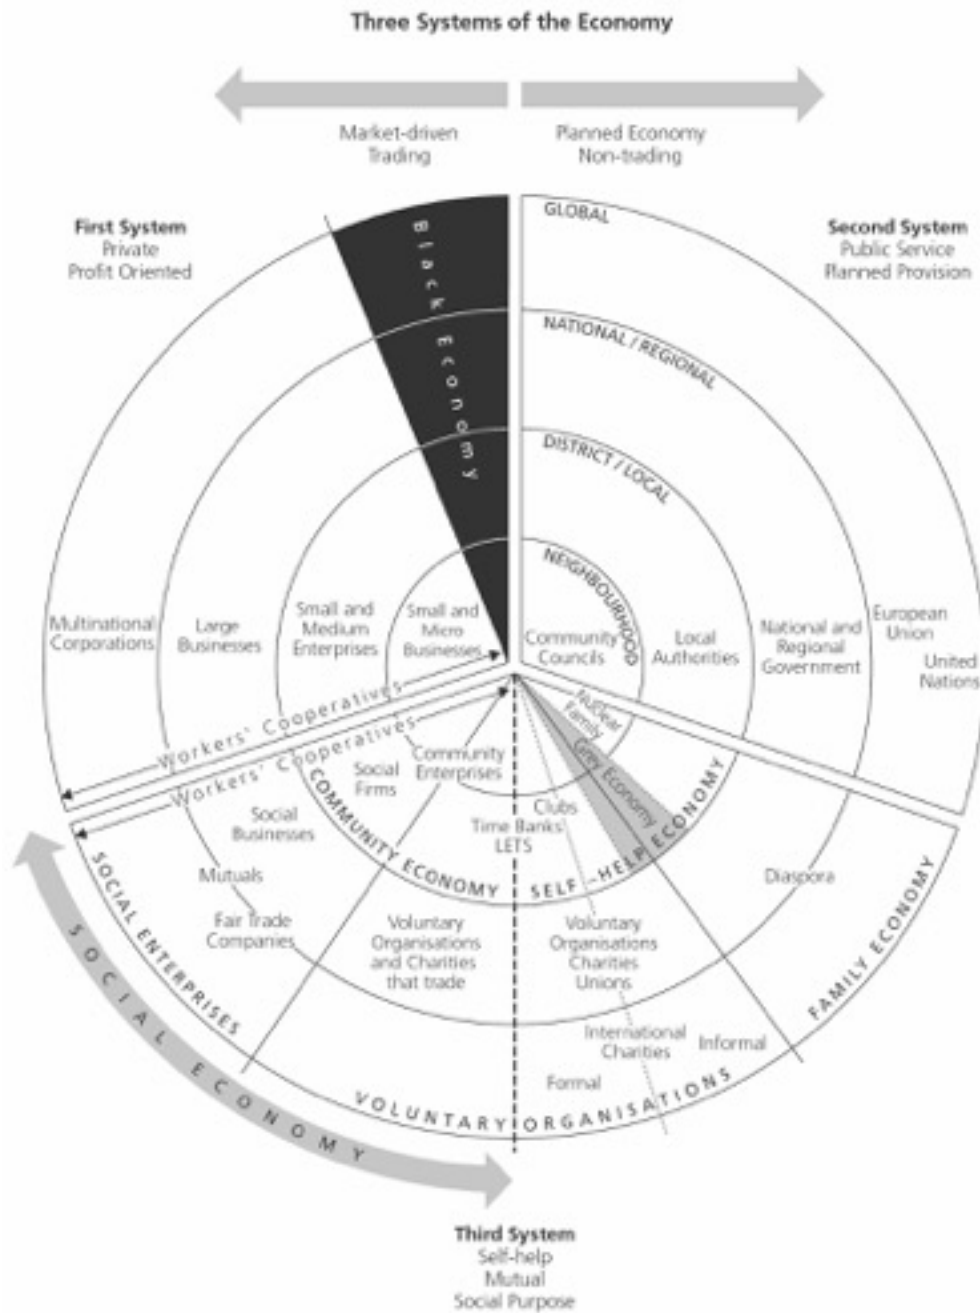 Three Systems of the Economy
Market-driven
Trading
Planned Economy
Non-trading
First System
Private
Profit Oriented
Second System
Public Service
Planned Provision
Black Economy
GLOBAL
NATIONAL / REGIONAL
DISTRICT / LOCAL
NEIGHBOURHOOD
Multinational
Corporations
Large
Businesses
Small and
Medium
Enterprises
Small and
Micro
Businesses
Community
Councils
Local
Authorities
National and
Regional
Government
European
Union
United
Nations
Workers' Cooperatives
Workers' Cooperatives
Nuclear
Family
Grey Economy
Social
Firms
Community
Enterprises
Social
Businesses
Clubs
Time Banks
LETS
COMMUNITY ECONOMY
SELF-HELP ECONOMY
Mutuals
Fair Trade
Companies
Voluntary
Organisations
and Charities
that trade
Voluntary
Organisations
Charities
Unions
Diaspora
SOCIAL ENTERPRISES
FAMILY ECONOMY
International
Charities
Informal
Formal
VOLUNTARY ORGANISATIONS
SOCIAL ECONOMY
Third System
Self-help
Mutual
Social Purpose